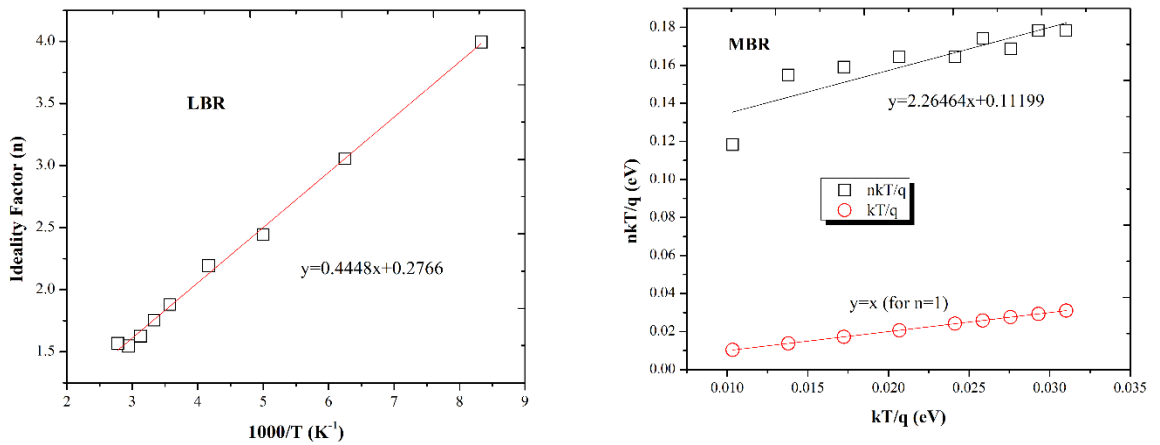 4.0
3.5
3.0
2.5
2.0
1.5
Ideality Factor (n)
LBR
y=0.4448x+0.2766
2 3 4 5 6 7 8 9
1000/T (K⁻¹)
0.18
0.16
0.14
0.12
0.10
0.08
0.06
0.04
0.02
0.00
nkT/q (eV)
MBR
y=2.26464x+0.11199
nkT/q
kT/q
y=x (for n=1)
0.010 0.015 0.020 0.025 0.030 0.035
kT/q (eV)